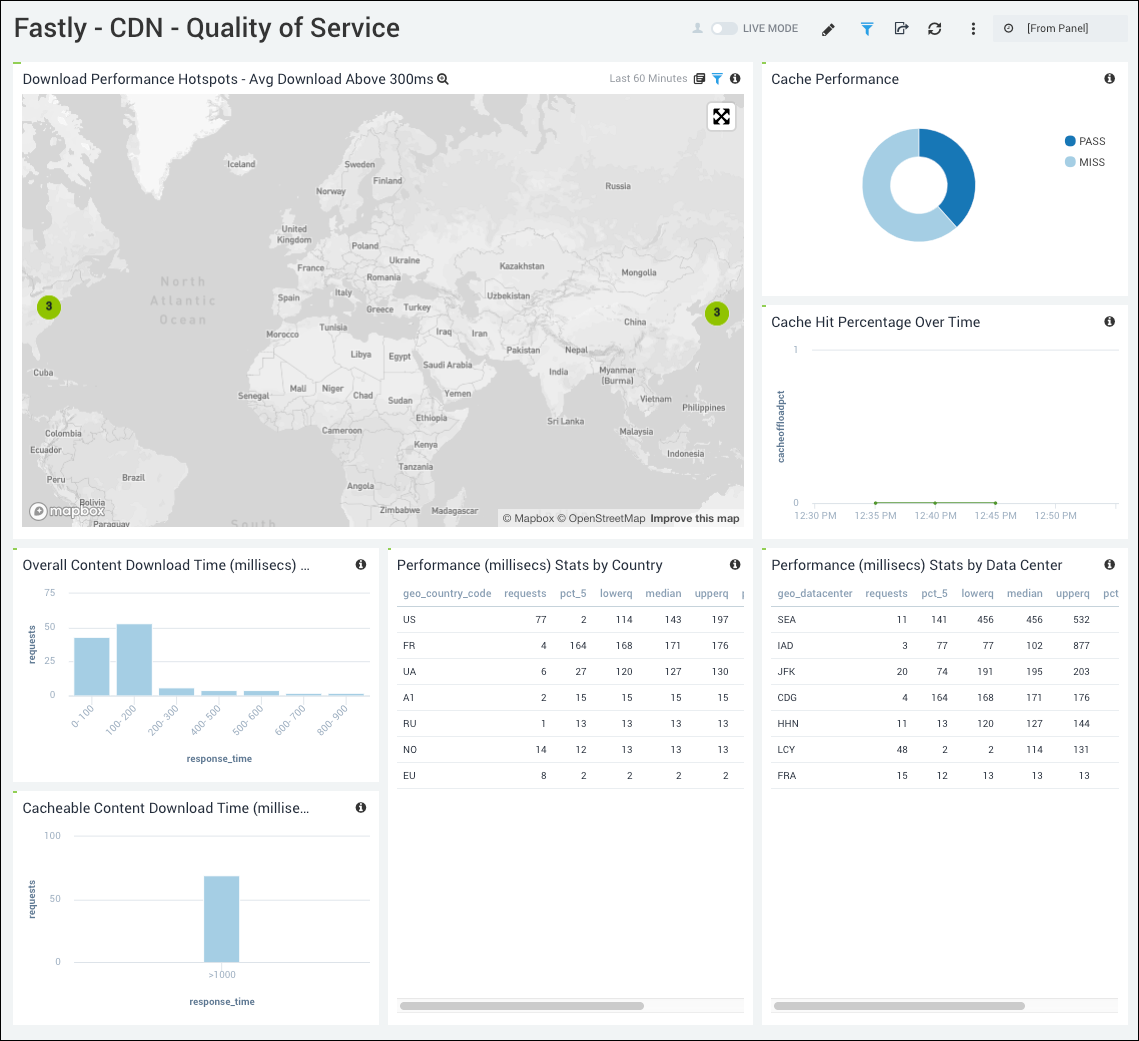 Fastly - CDN - Quality of Service
LIVE MODE
[From Panel]
Download Performance Hotspots - Avg Download Above 300ms
Last 60 Minutes
Iceland
Sweden
Finland
Norway
Russia
United
Kingdom
Poland
Ukraine
Kazakhstan
France
Romania
Mongolia
North
Atlantic
Ocean
Spain
Italy
Uzbekistan
Greece
Turkey
3
3
China
Morocco
Tunisia
Iraq
Iran
Pakistan
Nepal
Libya
Egypt
Saudi Arabia
India
Myanmar
(Burma)
Cuba
Mali
Niger
Chad
Senegal
Sudan
Yemen
Vietnam
Philippines
Ethiopia
Sri Lanka
Colombia
Cameroon
Malaysia
Kenya
Ecuador
Indonesia
Tanzania
Peru
Brazil
Angola
Bolivia
Zimbabwe
Madagascar
mapbox
Paraguay
South
© Mapbox © OpenStreetMap Improve this map
Cache Performance
PASS
MISS
Cache Hit Percentage Over Time
1
cacheoffloadpct
0
12:30 PM 12:35 PM 12:40 PM 12:45 PM 12:50 PM
Overall Content Download Time (millisecs) ...
75
50
25
0
requests
0-100 100-200 200-300 400-500 500-600 600-700 800-900
response_time
Cacheable Content Download Time (millise...
100
50
0
requests
>1000
response_time
Performance (millisecs) Stats by Country
geo_country_code requests pct_5 lowerq median upperq
US 77 2 114 143 197
FR 4 164 168 171 176
UA 6 27 120 127 130
A1 2 15 15 15 15
RU 1 13 13 13 13
NO 14 12 13 13 13
EU 8 2 2 2 2
Performance (millisecs) Stats by Data Center
geo_datacenter requests pct_5 lowerq median upperq pct
SEA 11 141 456 456 532
IAD 3 77 77 102 877
JFK 20 74 191 195 203
CDG 4 164 168 171 176
HHN 11 13 120 127 144
LCY 48 2 2 114 131
FRA 15 12 13 13 13